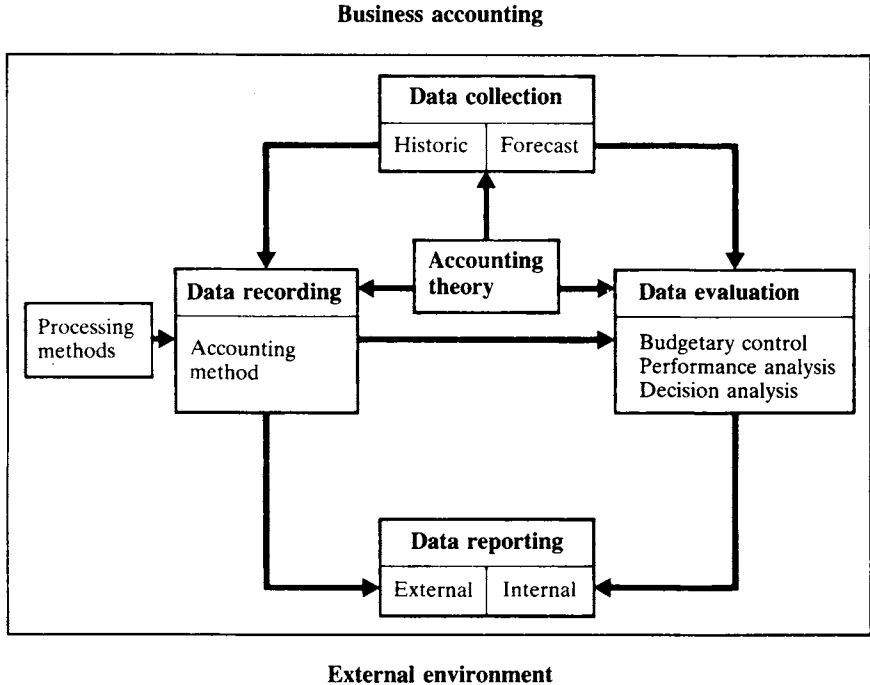 Business accounting
Data collection
Historic
Forecast
Accounting
theory
Data recording
Data evaluation
Processing
methods
Accounting
method
Budgetary control
Performance analysis
Decision analysis
Data reporting
External
Internal
External environment